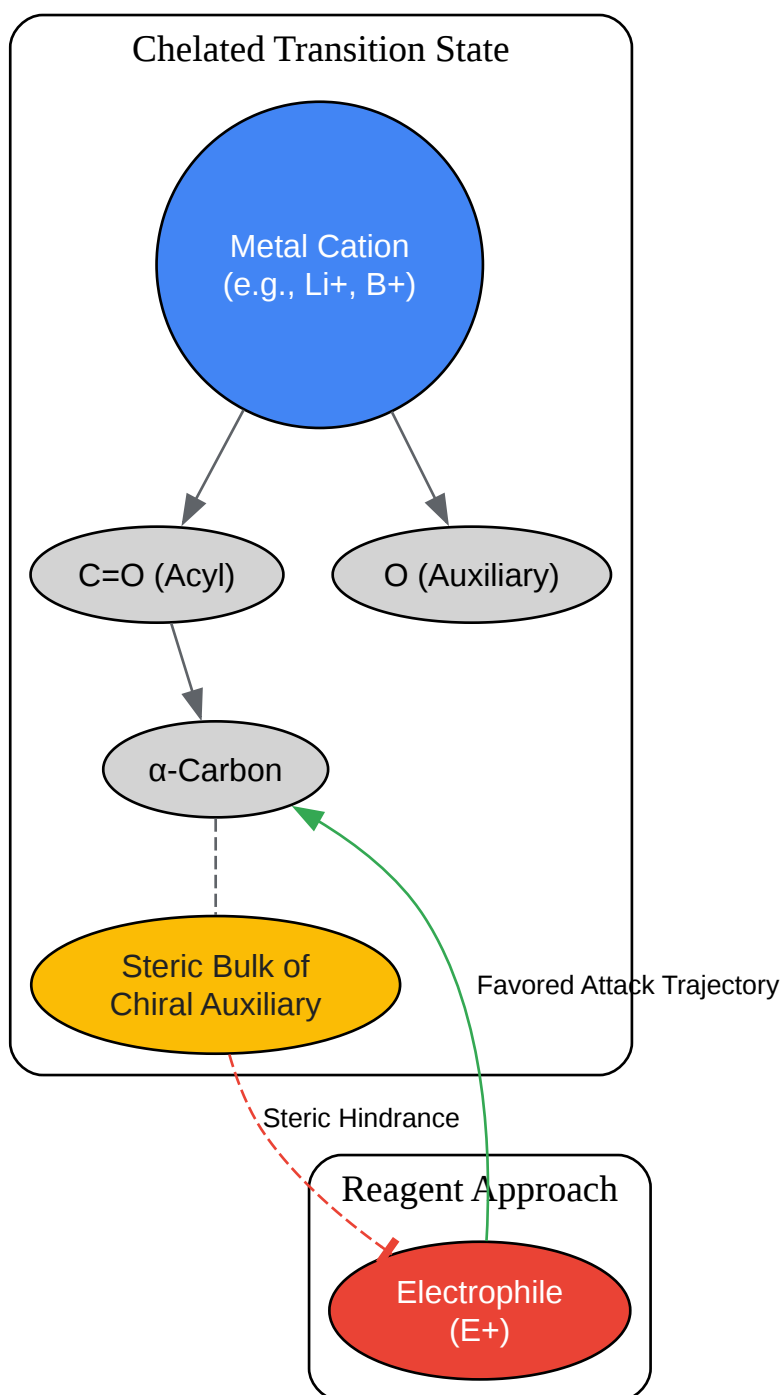 Chelated Transition State
Metal Cation
(e.g., Li+, B+)
C=O (Acyl)
O (Auxiliary)
α-Carbon
Steric Bulk of
Chiral Auxiliary
Favored Attack Trajectory
Steric Hindrance
Reagent Approach
Electrophile
(E+)